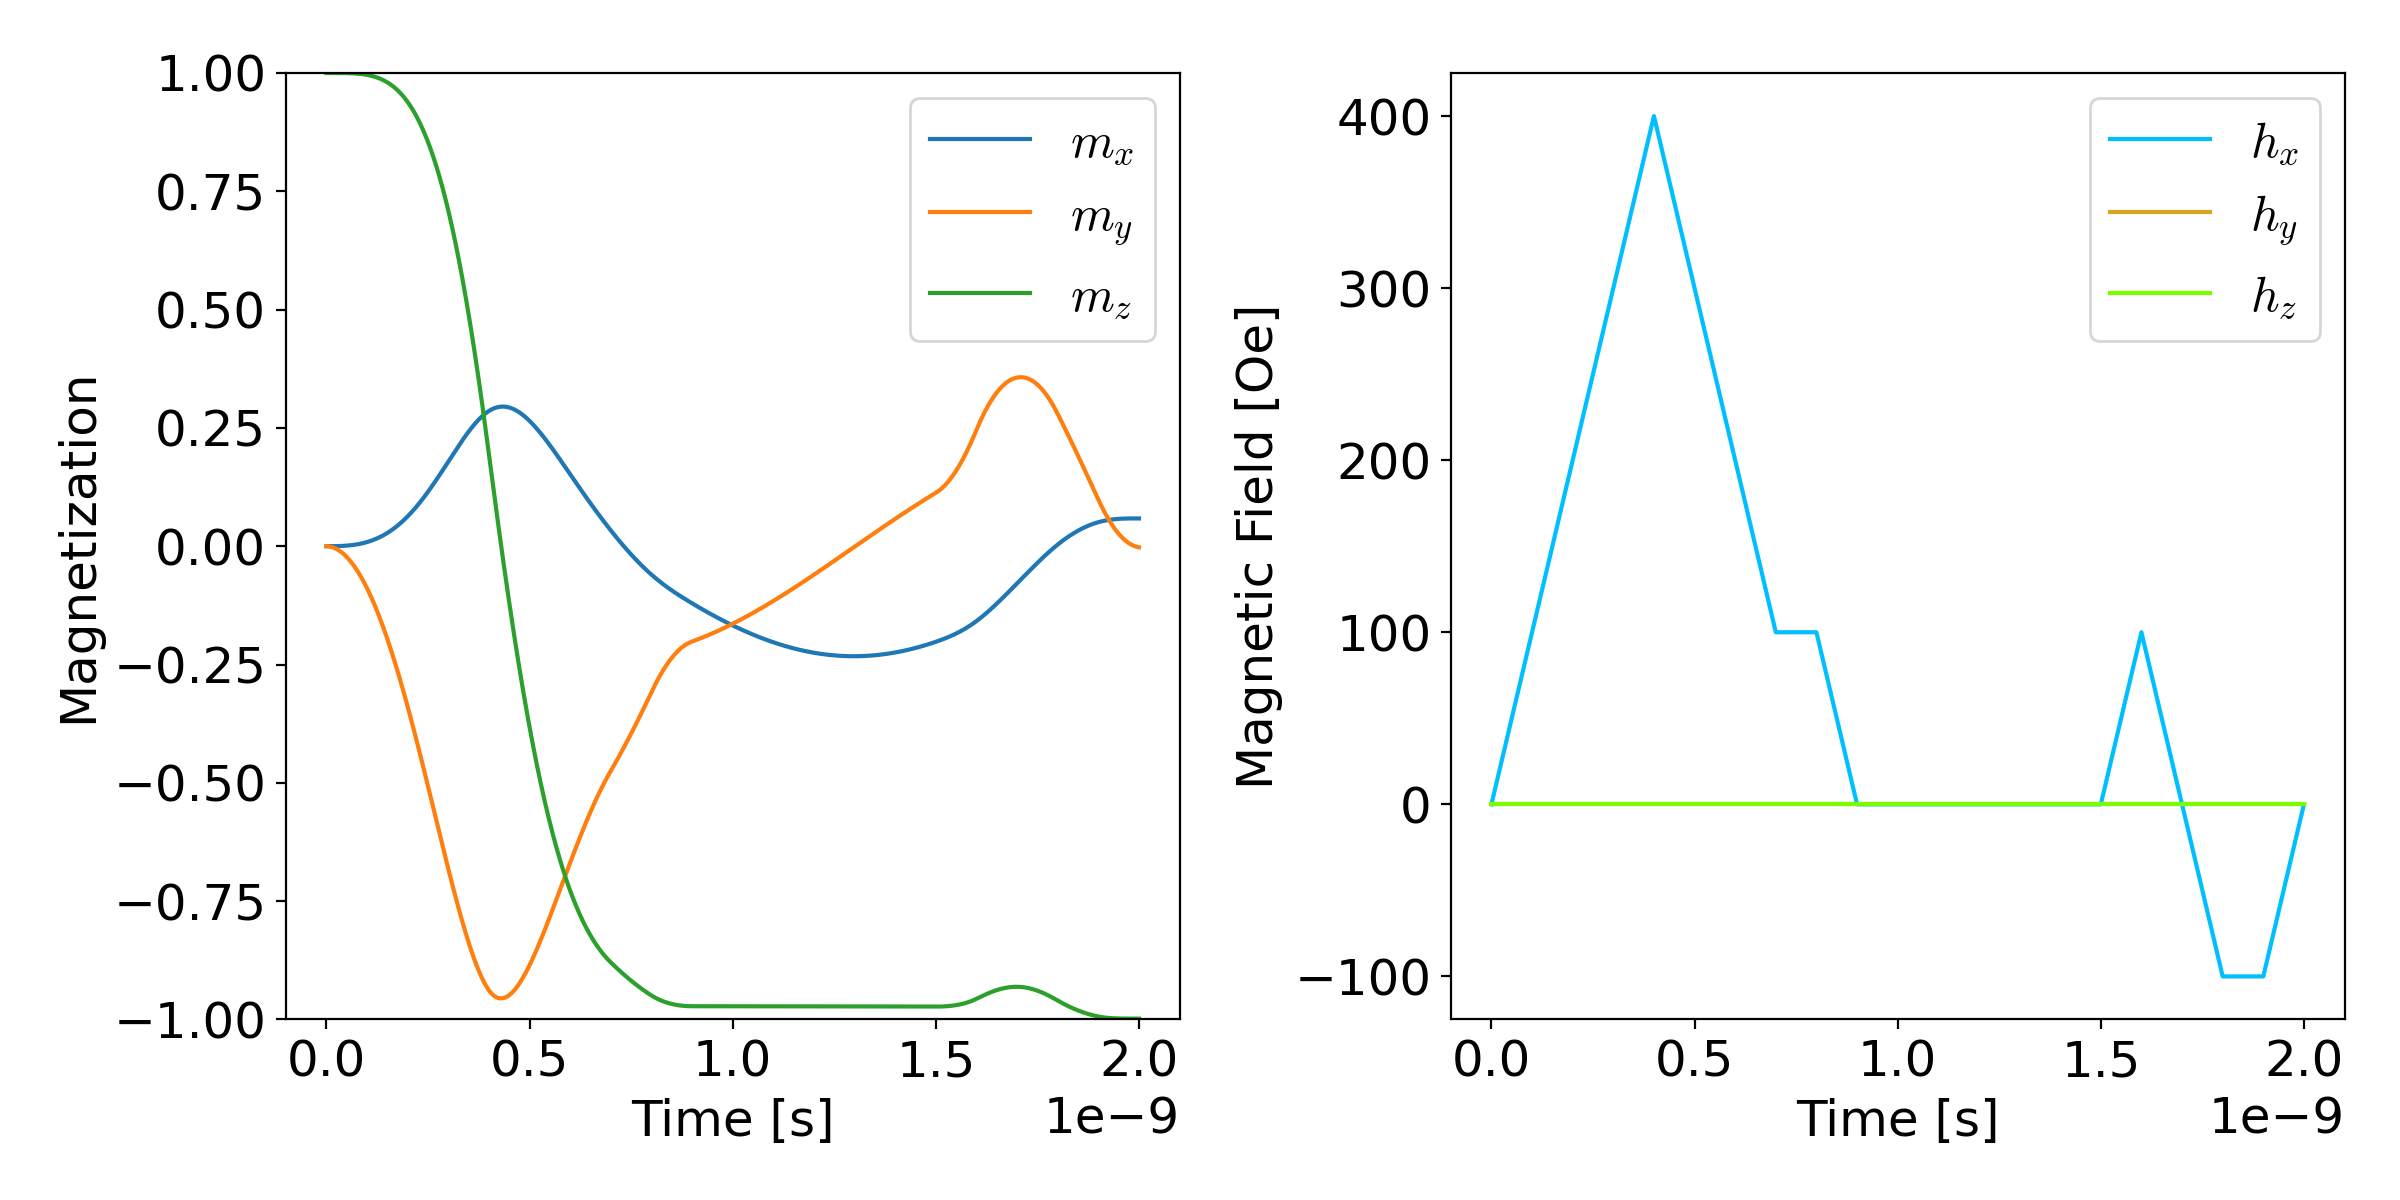 1.00
0.75
0.50
0.25
0.00
−0.25
−0.50
−0.75
−1.00
Magnetization
0.0 0.5 1.0 1.5 2.0
Time [s]
1e−9
m_x
m_y
m_z
400
300
200
100
0
−100
Magnetic Field [Oe]
0.0 0.5 1.0 1.5 2.0
Time [s]
1e−9
h_x
h_y
h_z